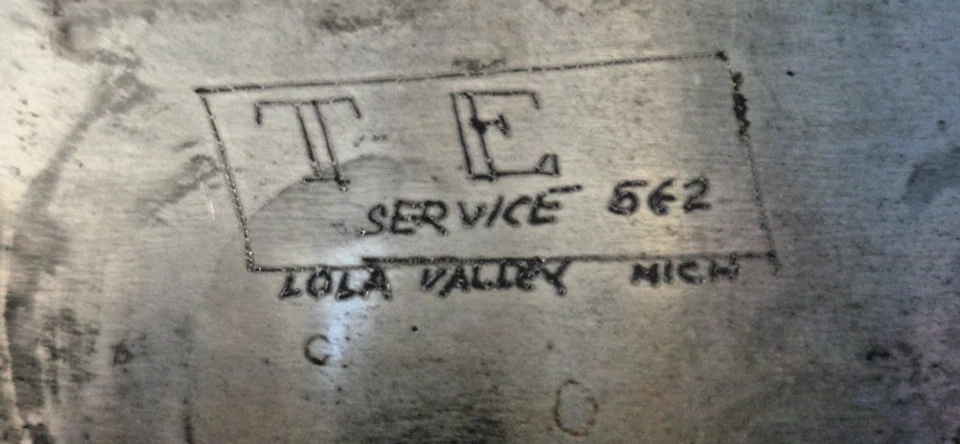 T E
SERVICE 562
LOLA VALLEY MICH
C